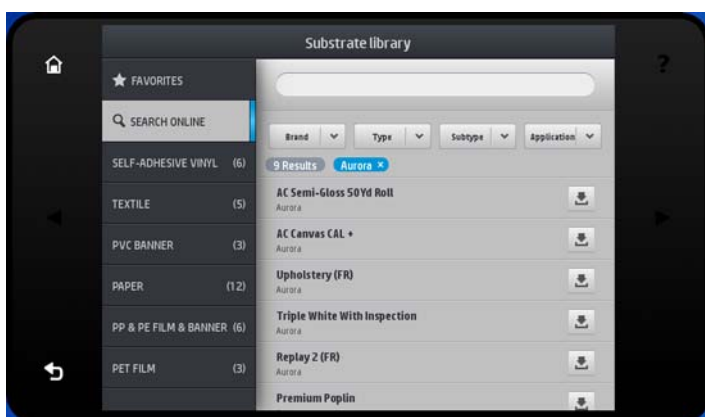 Substrate library
?
FAVORITES
SEARCH ONLINE
SELF-ADHESIVE VINYL (6)
TEXTILE (5)
PVC BANNER (3)
PAPER (12)
PP & PE FILM & BANNER (6)
PET FILM (3)
Brand
Type
Subtype
Application
9 Results
Aurora ×
AC Semi-Gloss 50Yd Roll
Aurora
AC Canvas CAL +
Aurora
Upholstery (FR)
Aurora
Triple White With Inspection
Aurora
Replay 2 (FR)
Aurora
Premium Poplin